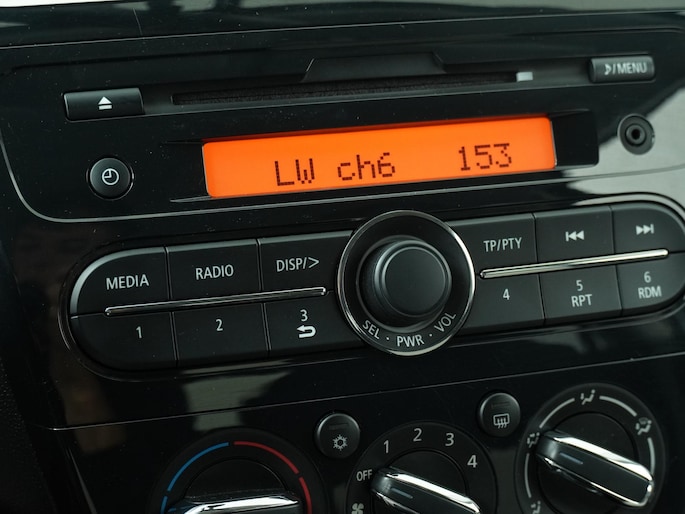 /MENU
LW ch6 153
MEDIA RADIO DISP/> TP/PTY
1 2 3 4 5 RPT 6 RDM
SEL · PWR · VOL
OFF 1 2 3 4